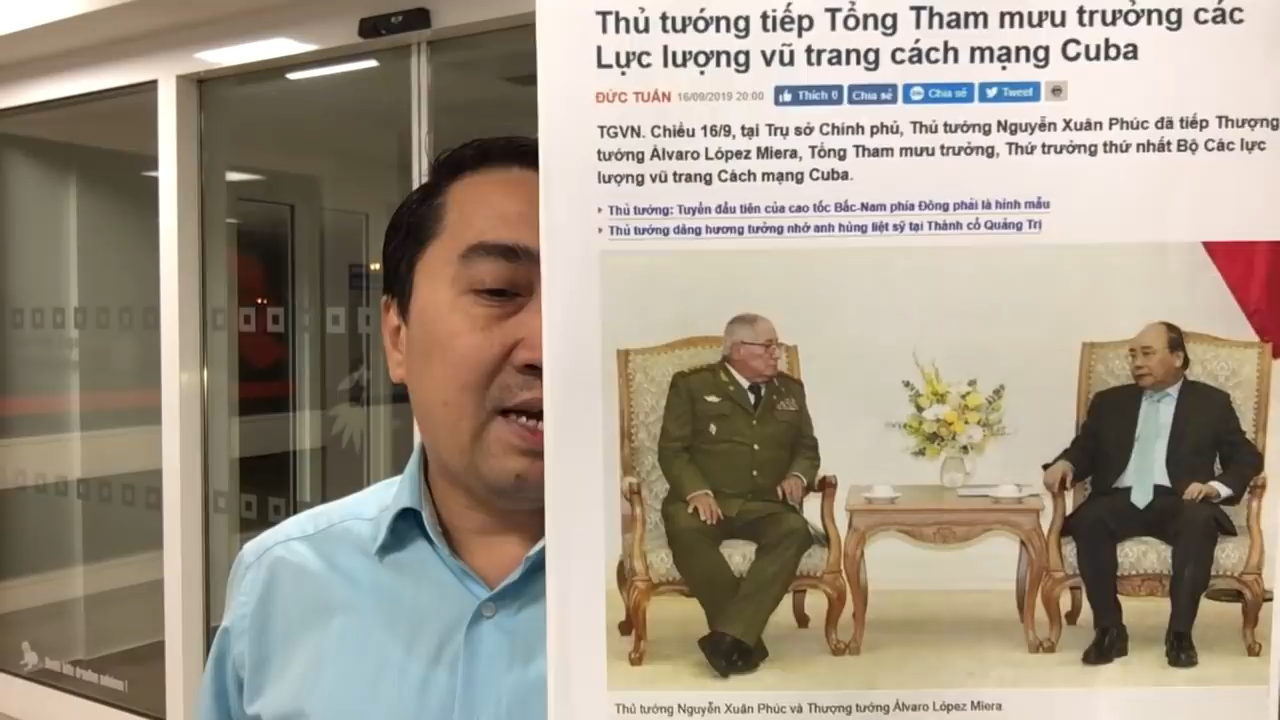 Thủ tướng tiếp Tổng Tham mưu trưởng các
Lực lượng vũ trang cách mạng Cuba
ĐỨC TUÂN 16/09/2019 20:00 Thích 0 Chia sẻ Chia sẻ Tweet
TGVN. Chiều 16/9, tại Trụ sở Chính phủ, Thủ tướng Nguyễn Xuân Phúc đã tiếp Thượng
tướng Álvaro López Miera, Tổng Tham mưu trưởng, Thứ trưởng thứ nhất Bộ Các lực
lượng vũ trang Cách mạng Cuba.
Thủ tướng: Tuyến đầu tiên của cao tốc Bắc-Nam phía Đông phải là hình mẫu
Thủ tướng dâng hương tưởng nhớ anh hùng liệt sỹ tại Thành cổ Quảng Trị
Thủ tướng Nguyễn Xuân Phúc và Thượng tướng Álvaro López Miera